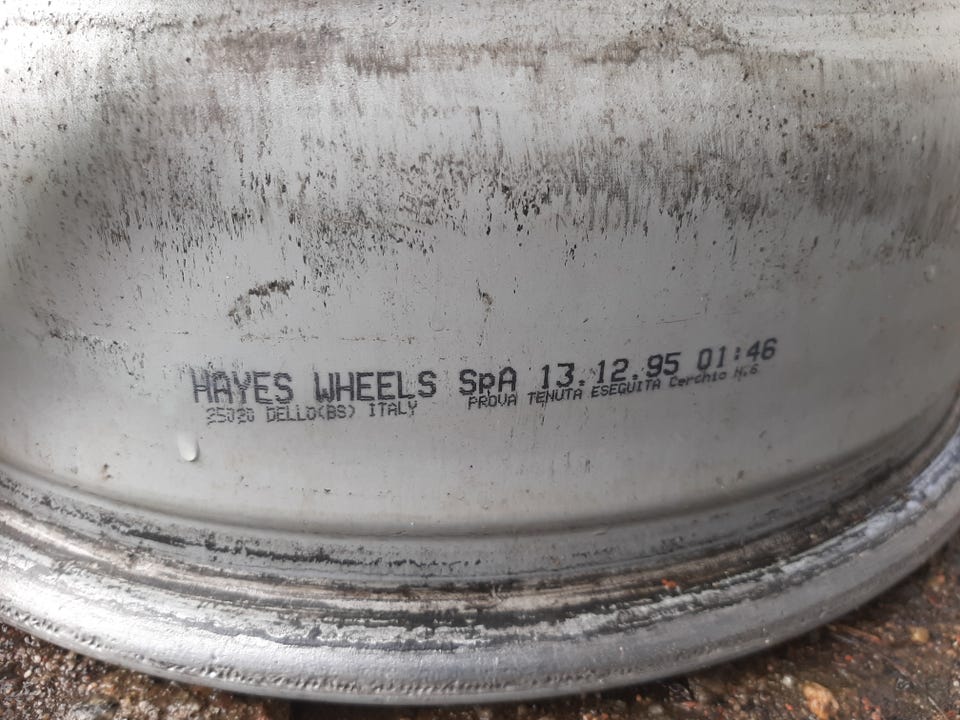 HAYES WHEELS SpA 13.12.95 01:46
25020 DELLO(BS) ITALY PROVA TENUTA ESEGUITA Cerchio N.6